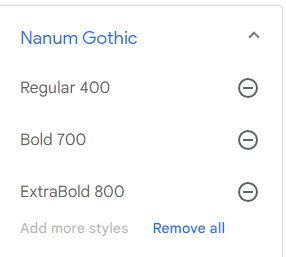 Nanum Gothic
Regular 400
Bold 700
ExtraBold 800
Add more styles Remove all